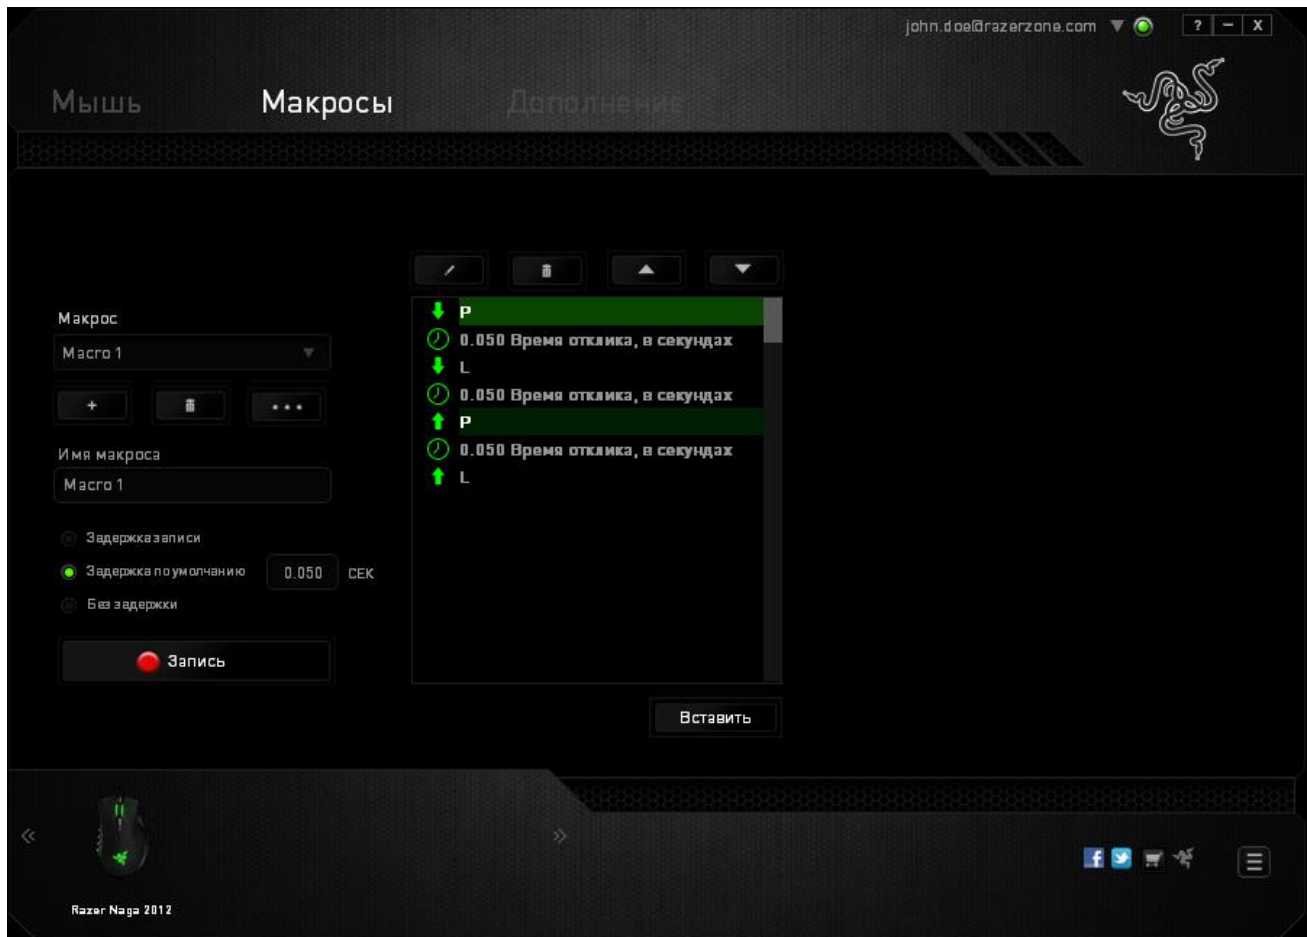 john.doe@razerzone.com
? – X
Мышь Макросы Дополнение
Макрос
Macro 1
Имя макроса
Macro 1
Задержка записи
Задержка по умолчанию 0.050 СЕК
Без задержки
Запись
P
0.050 Время отклика, в секундах
L
0.050 Время отклика, в секундах
P
0.050 Время отклика, в секундах
L
Вставить
Razer Naga 2012